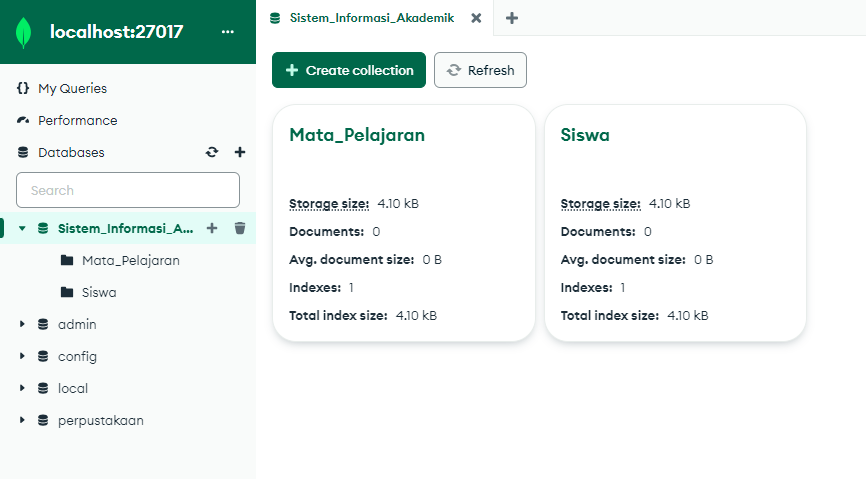 localhost:27017
...
{} My Queries
Performance
Databases
Search
Sistem_Informasi_A...
Mata_Pelajaran
Siswa
admin
config
local
perpustakaan
Sistem_Informasi_Akademik
+ Create collection
Refresh
Mata_Pelajaran
Storage size: 4.10 kB
Documents: 0
Avg. document size: 0 B
Indexes: 1
Total index size: 4.10 kB
Siswa
Storage size: 4.10 kB
Documents: 0
Avg. document size: 0 B
Indexes: 1
Total index size: 4.10 kB